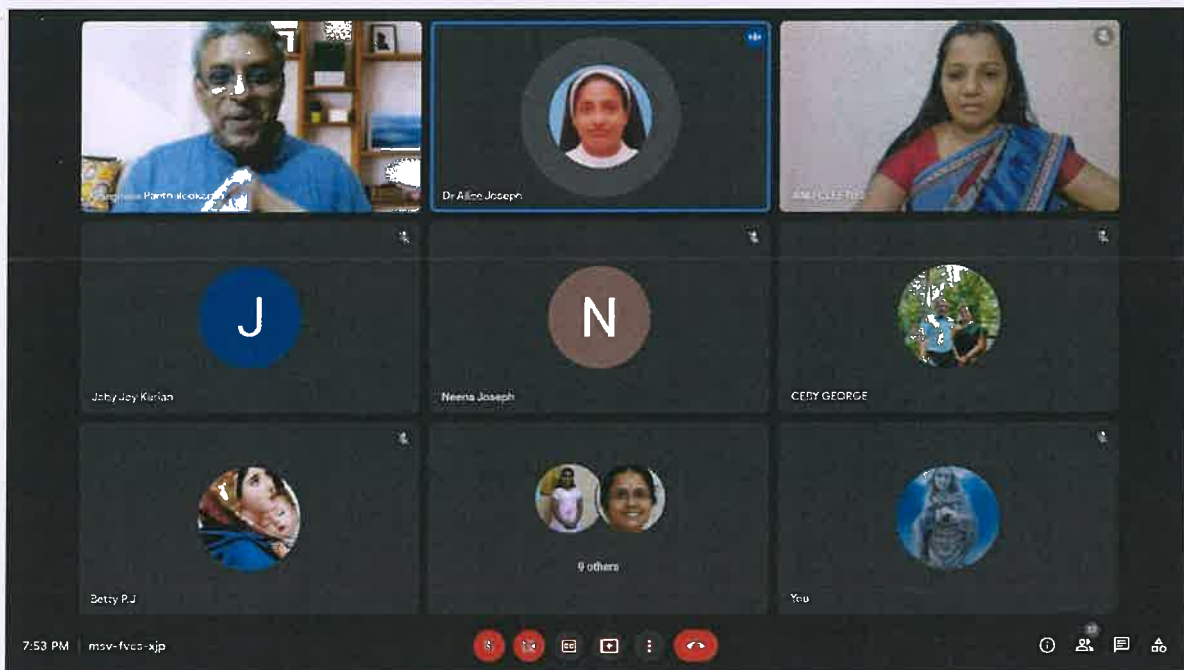 Dr Alice Joseph
J
N
Joby Joy Kurian
Neena Joseph
CEBY GEORGE
9 others
Betty P.J
You
7:53 PM
msv-fvcs-xjp